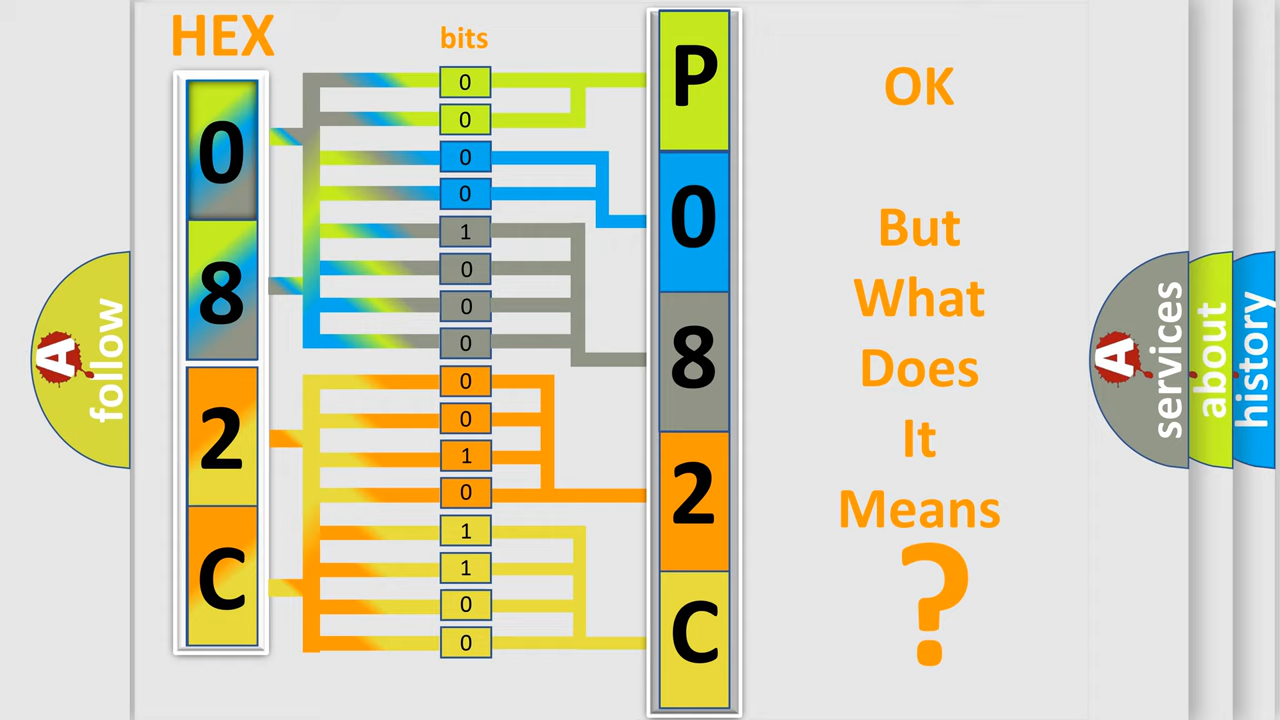 HEX
bits
0
8
2
C
0
0
0
0
1
0
0
0
0
0
1
0
1
1
0
0
P
0
8
2
C
OK
But
What
Does
It
Means
?
A
follow
A
services
about
history